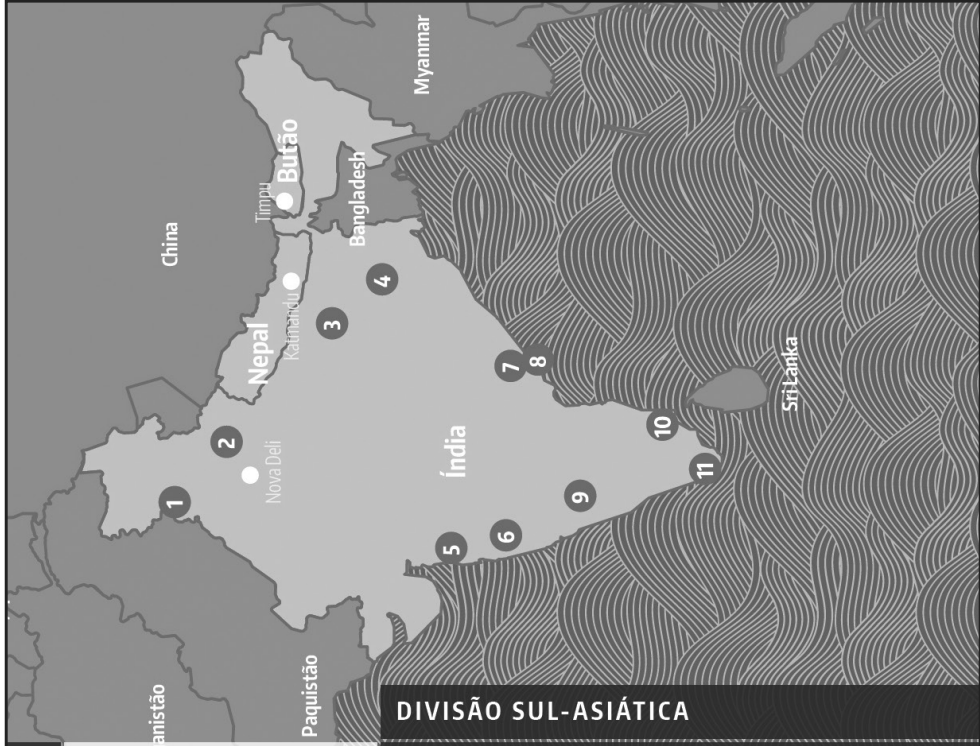 China
Myanmar
Timpu
Butão
Bangladesh
Nepal
Katmandu
Nova Deli
Índia
Sri Lanka
Paquistão
anistão
1
2
3
4
5
6
7
8
9
10
11
DIVISÃO SUL-ASIÁTICA